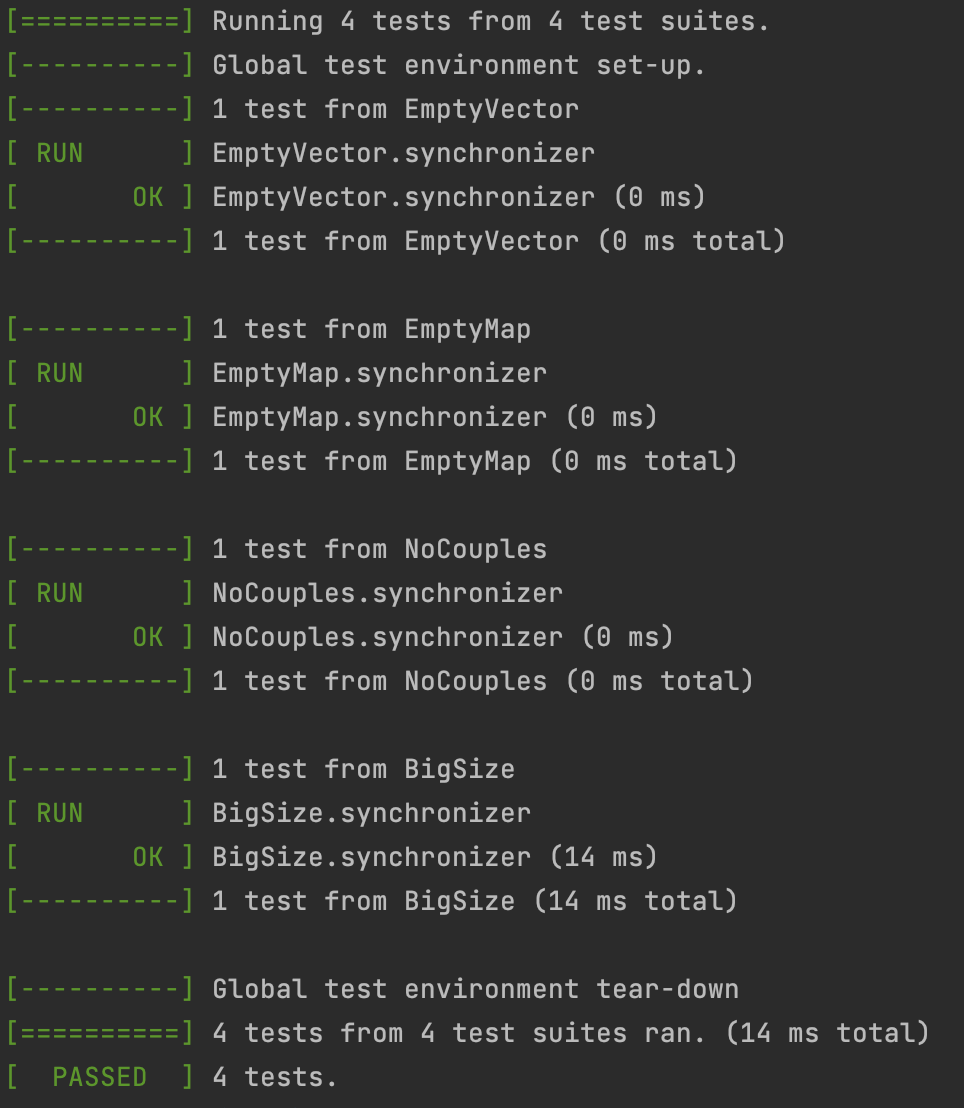 [==========] Running 4 tests from 4 test suites.
[----------] Global test environment set-up.
[----------] 1 test from EmptyVector
[ RUN      ] EmptyVector.synchronizer
[       OK ] EmptyVector.synchronizer (0 ms)
[----------] 1 test from EmptyVector (0 ms total)

[----------] 1 test from EmptyMap
[ RUN      ] EmptyMap.synchronizer
[       OK ] EmptyMap.synchronizer (0 ms)
[----------] 1 test from EmptyMap (0 ms total)

[----------] 1 test from NoCouples
[ RUN      ] NoCouples.synchronizer
[       OK ] NoCouples.synchronizer (0 ms)
[----------] 1 test from NoCouples (0 ms total)

[----------] 1 test from BigSize
[ RUN      ] BigSize.synchronizer
[       OK ] BigSize.synchronizer (14 ms)
[----------] 1 test from BigSize (14 ms total)

[----------] Global test environment tear-down
[==========] 4 tests from 4 test suites ran. (14 ms total)
[  PASSED  ] 4 tests.